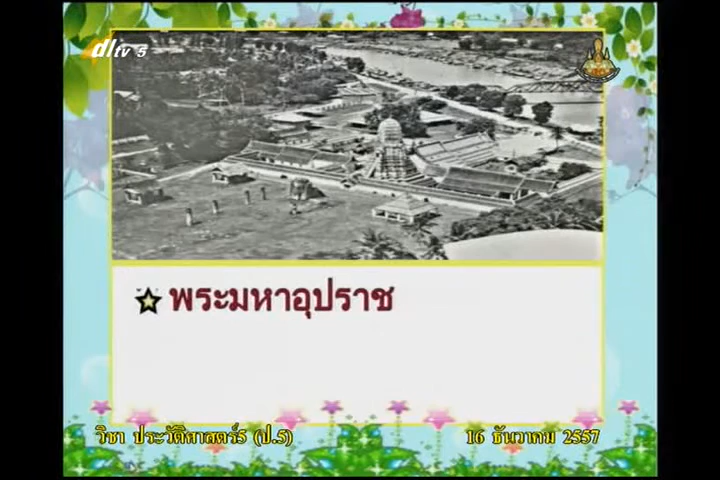 dltv 5
พระมหาอุปราช
วิชา ประวัติศาสตร์5 (ป.5)
16 ธันวาคม 2557